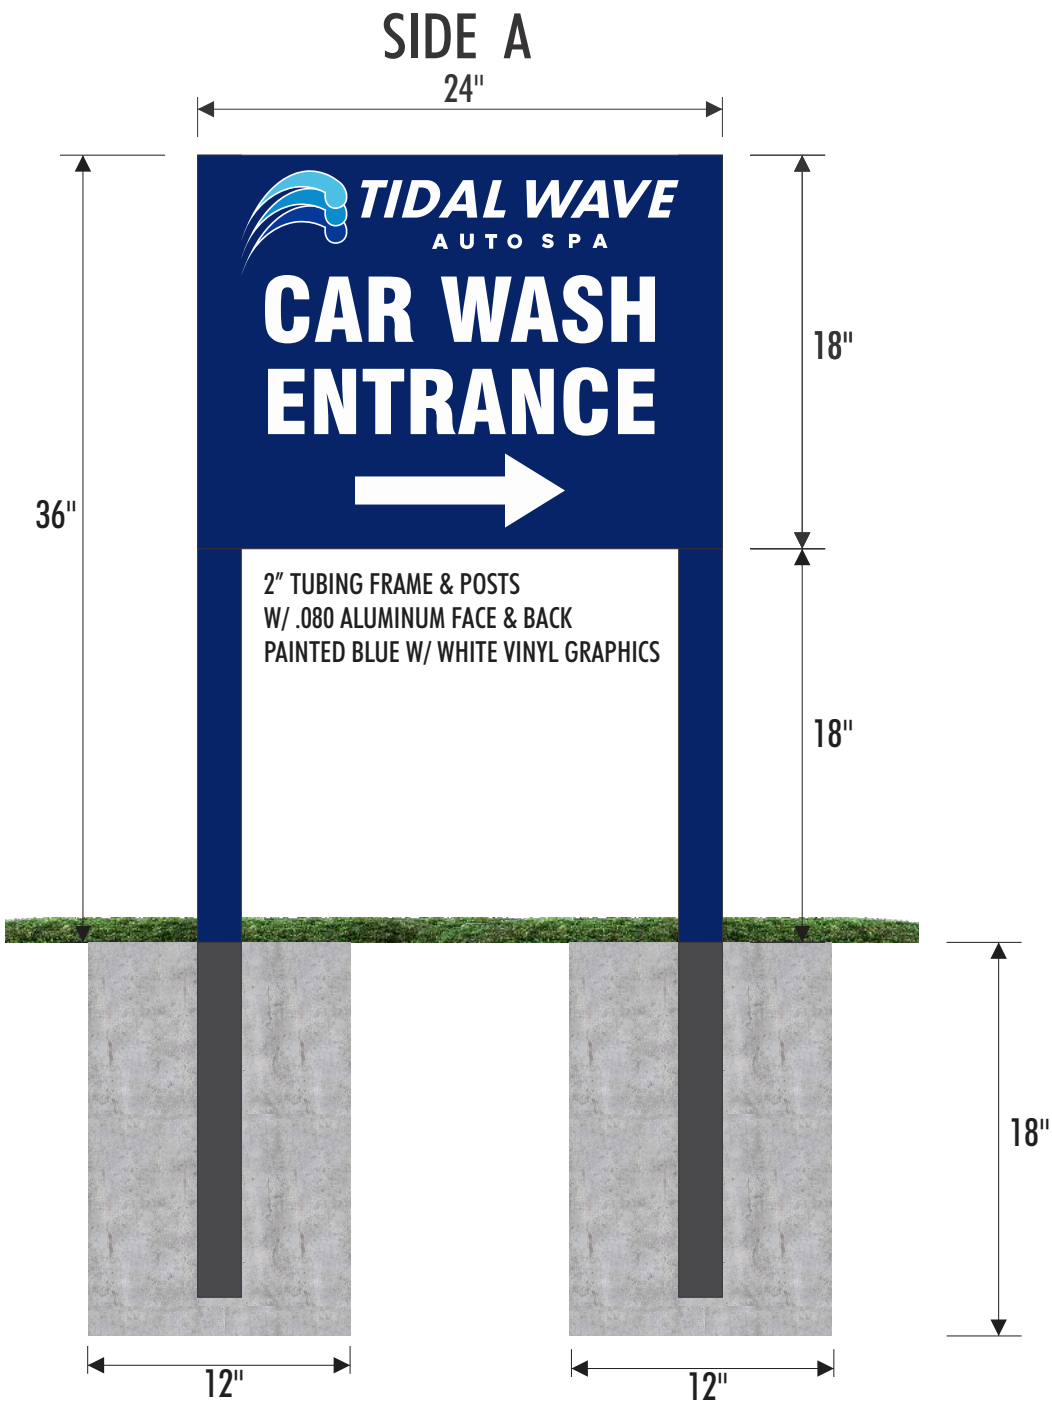 SIDE A
24"
TIDAL WAVE
AUTO SPA
CAR WASH
ENTRANCE
18"
36"
2" TUBING FRAME & POSTS
W/ .080 ALUMINUM FACE & BACK
PAINTED BLUE W/ WHITE VINYL GRAPHICS
18"
18"
12"
12"